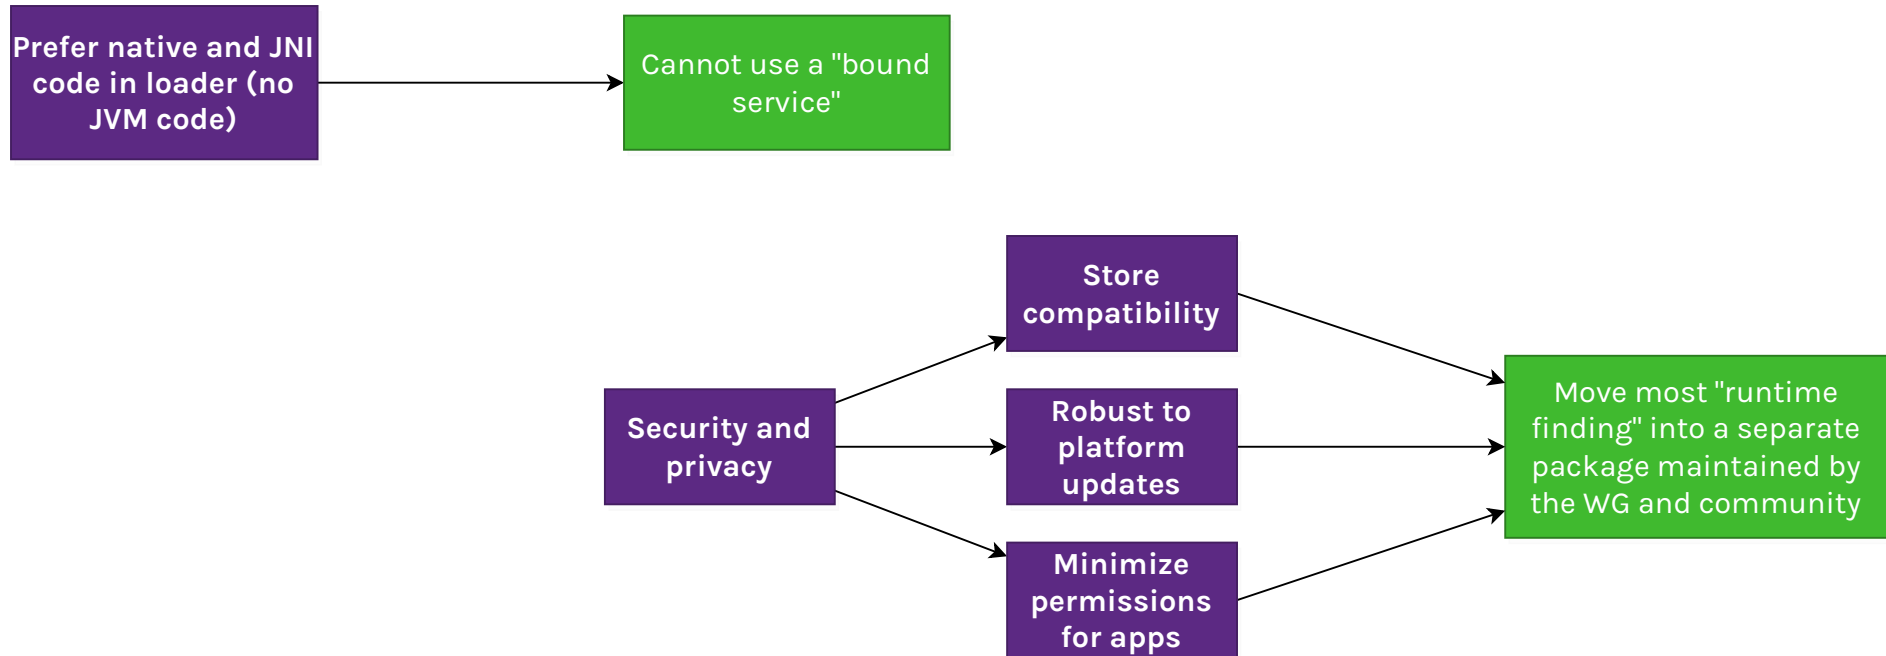 Prefer native and JNI
code in loader (no
JVM code)
Cannot use a "bound
service"
Store
compatibility
Security and
privacy
Robust to
platform
updates
Minimize
permissions
for apps
Move most "runtime
finding" into a separate
package maintained by
the WG and community